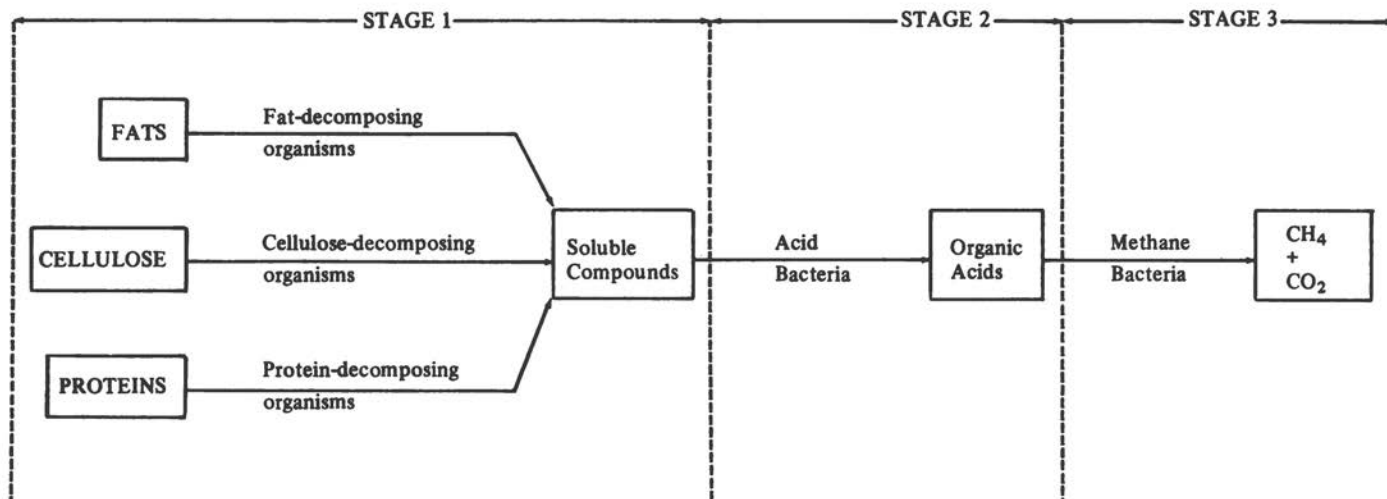 STAGE 1
STAGE 2
STAGE 3
FATS
Fat-decomposing
organisms
CELLULOSE
Cellulose-decomposing
organisms
PROTEINS
Protein-decomposing
organisms
Soluble
Compounds
Acid
Bacteria
Organic
Acids
Methane
Bacteria
CH₄
+
CO₂